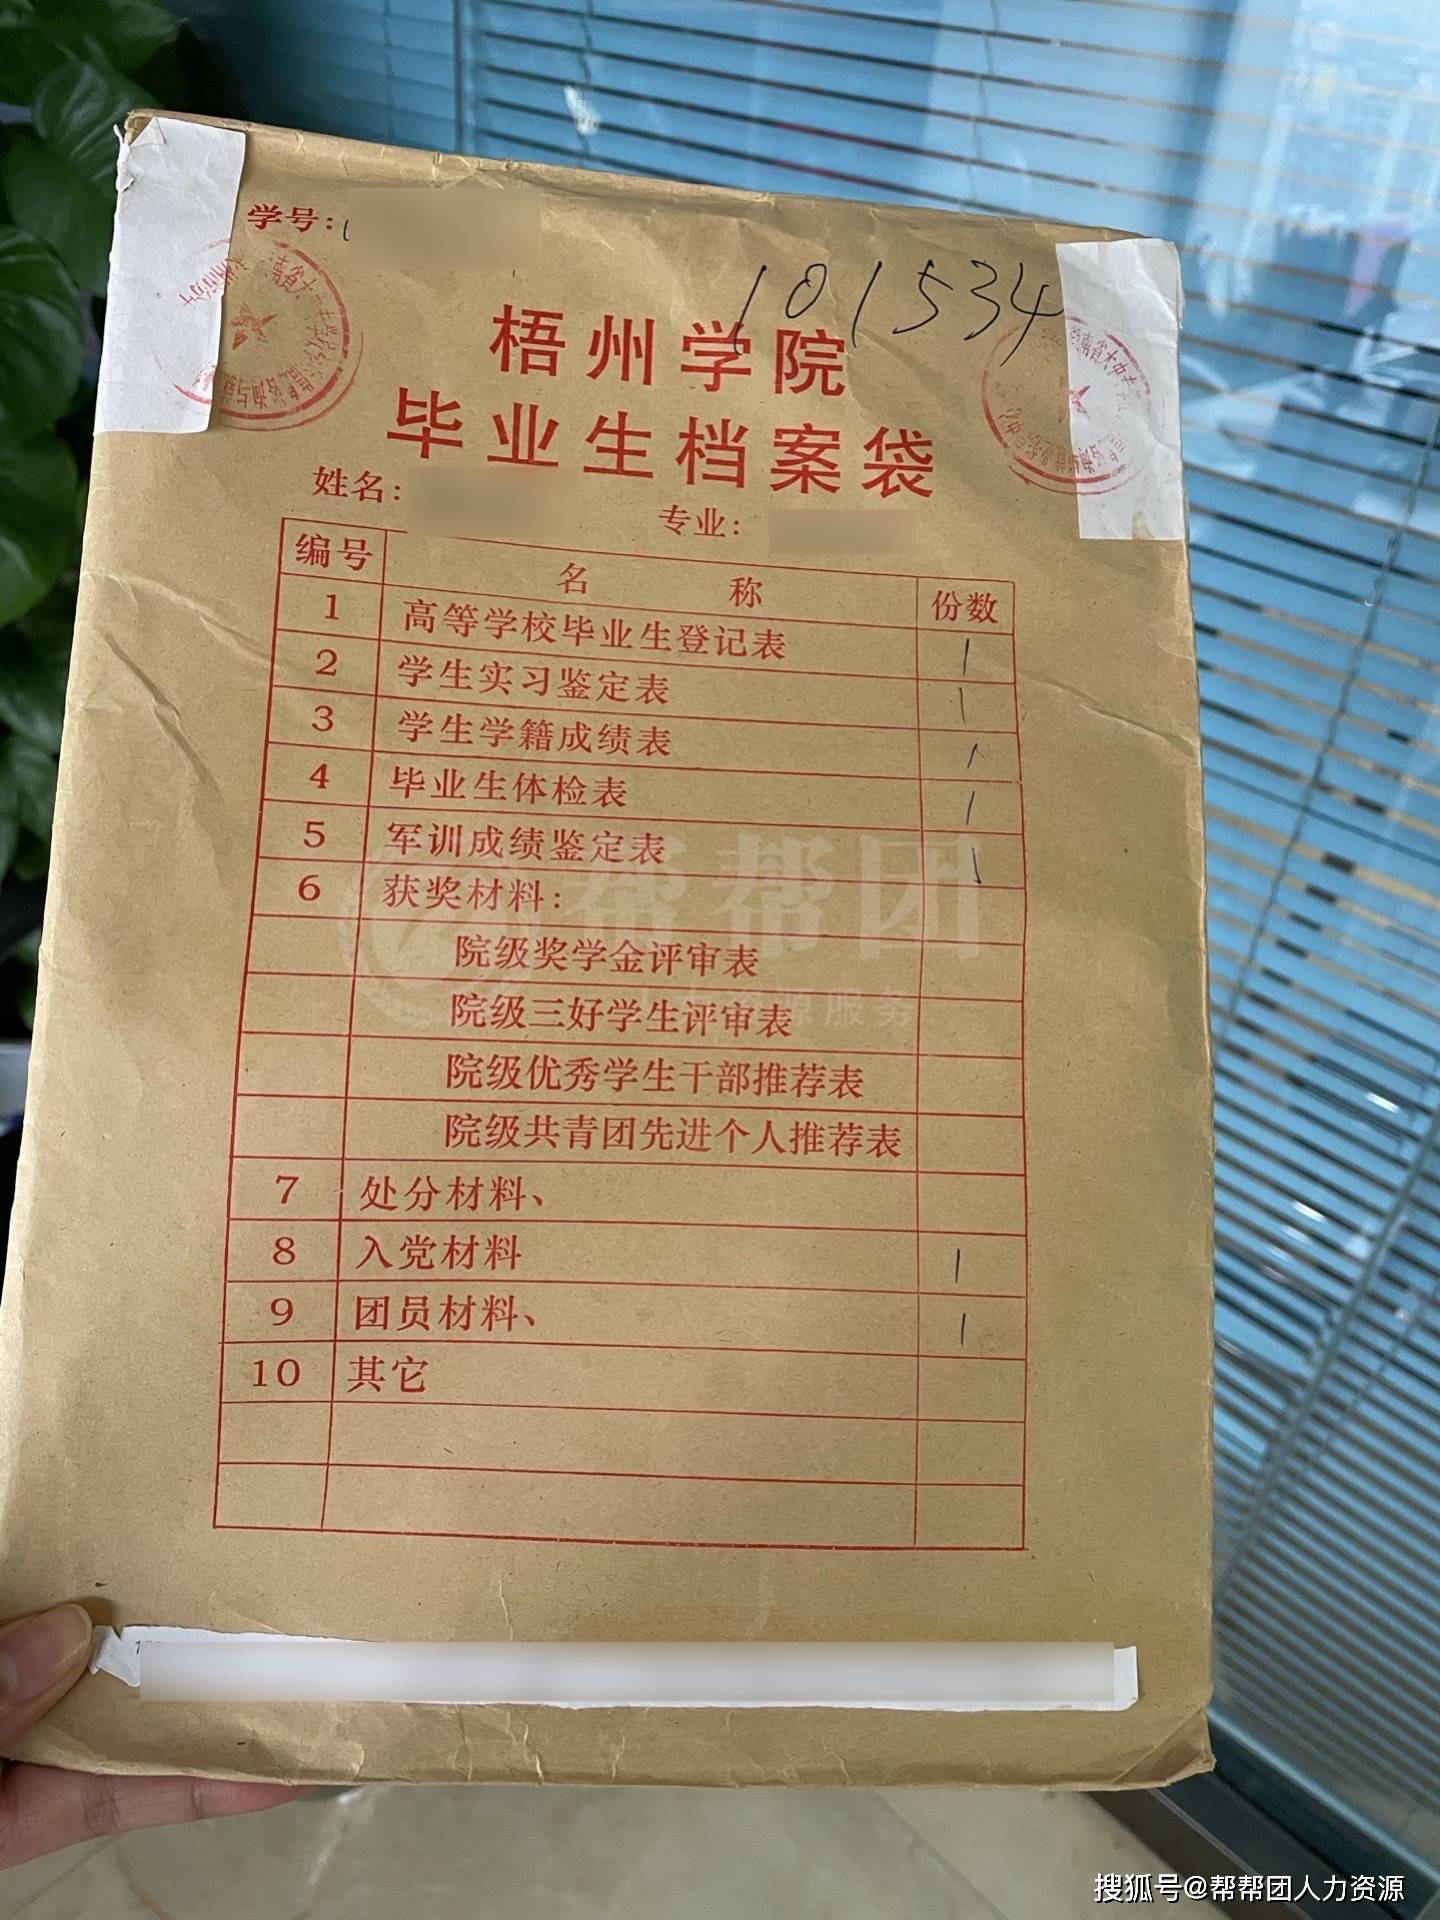 学号:
101534
梧州学院
毕业生档案袋
姓名:
专业:
编号 名称 份数
1 高等学校毕业生登记表 1
2 学生实习鉴定表 1
3 学生学籍成绩表 1
4 毕业生体检表 1
5 军训成绩鉴定表 1
6 获奖材料:
院级奖学金评审表
院级三好学生评审表
院级优秀学生干部推荐表
院级共青团先进个人推荐表
7 处分材料、
8 入党材料 1
9 团员材料、 1
10 其它
帮帮团
源服务
搜狐号@帮帮团人力资源